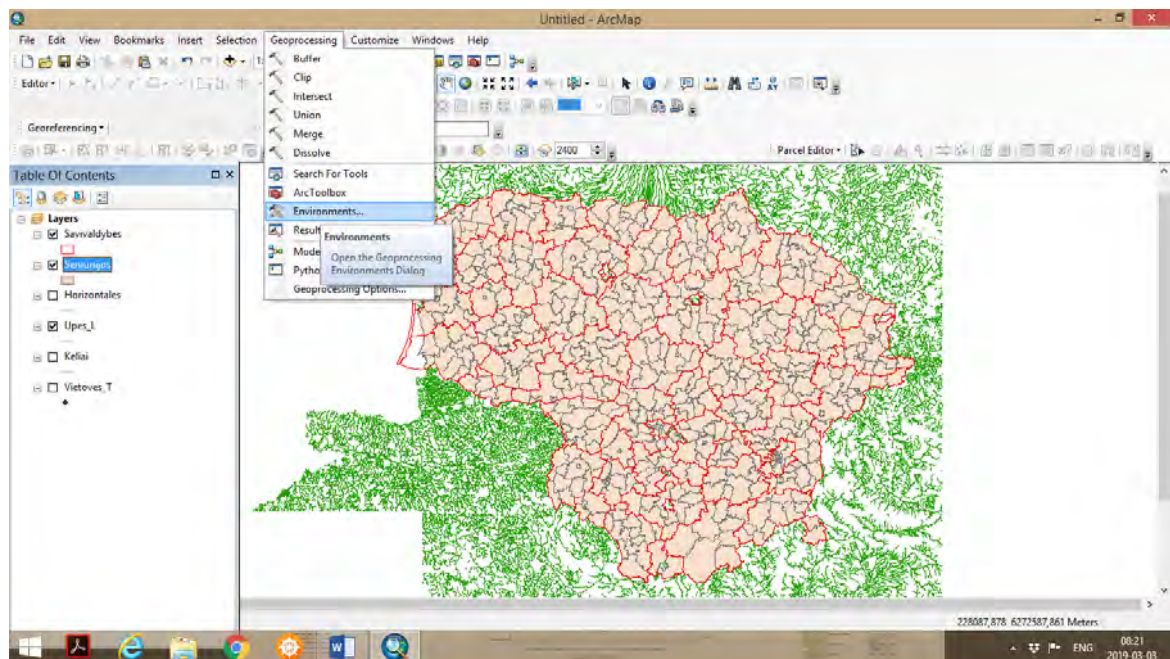 Untitled - ArcMap
File Edit View Bookmarks Insert Selection Geoprocessing Customize Windows Help
Buffer
Clip
Intersect
Union
Merge
Dissolve
Search For Tools
ArcToolbox
Environments...
Environments
Open the Geoprocessing
Environments Dialog
Geoprocessing Options...
Editor
Georeferencing
2400
Parcel Editor
Table Of Contents
Layers
Savivaldybes
Seniunijos
Horizontales
Upes_L
Keliai
Vietoves_T
228087,878 6272587,861 Meters
ENG
08:21
2019-03-03